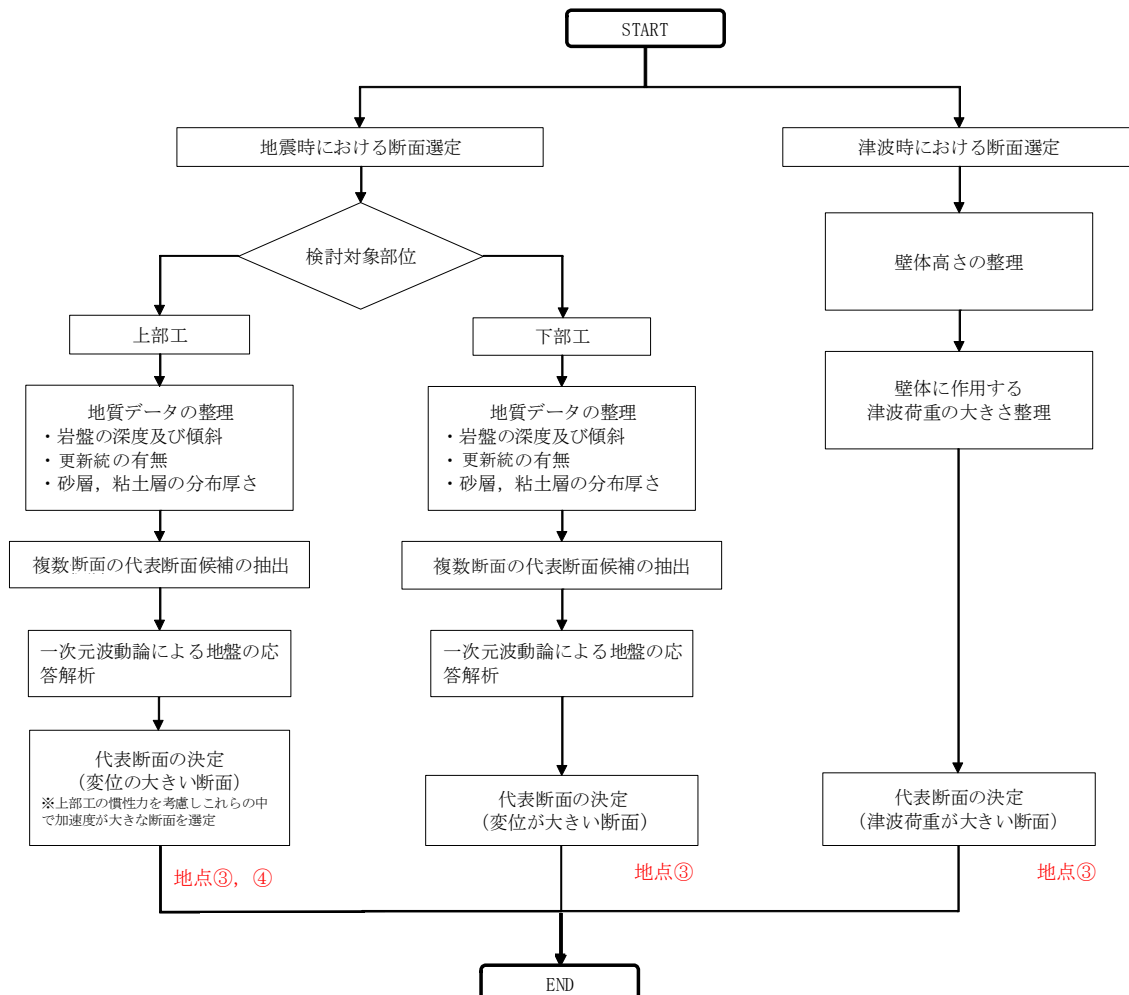 START
地震時における断面選定
津波時における断面選定
検討対象部位
壁体高さの整理
上部工
下部工
地質データの整理
・岩盤の深度及び傾斜
・更新統の有無
・砂層，粘土層の分布厚さ
地質データの整理
・岩盤の深度及び傾斜
・更新統の有無
・砂層，粘土層の分布厚さ
壁体に作用する
津波荷重の大きさ整理
複数断面の代表断面候補の抽出
複数断面の代表断面候補の抽出
一次元波動論による地盤の応
答解析
一次元波動論による地盤の応
答解析
代表断面の決定
（変位の大きい断面）
※上部工の慣性力を考慮しこれらの中
で加速度が大きな断面を選定
代表断面の決定
（変位が大きい断面）
代表断面の決定
（津波荷重が大きい断面）
地点③，④
地点③
地点③
END